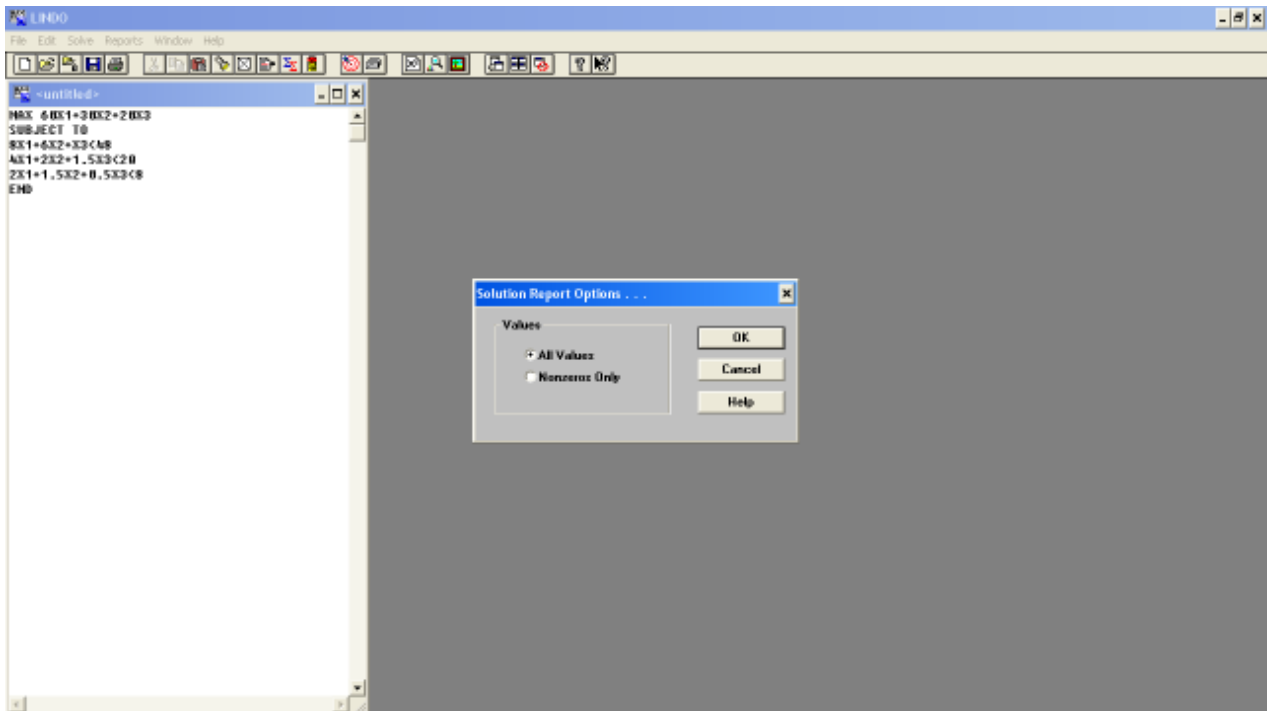 LINDO
File Edit Solve Reports Window Help
<untitled>
MAX 60X1+30X2+20X3
SUBJECT TO
8X1+6X2+X3<48
4X1+2X2+1.5X3<20
2X1+1.5X2+0.5X3<8
END
Solution Report Options . . .
Values
All Values
Nonzeros Only
OK
Cancel
Help